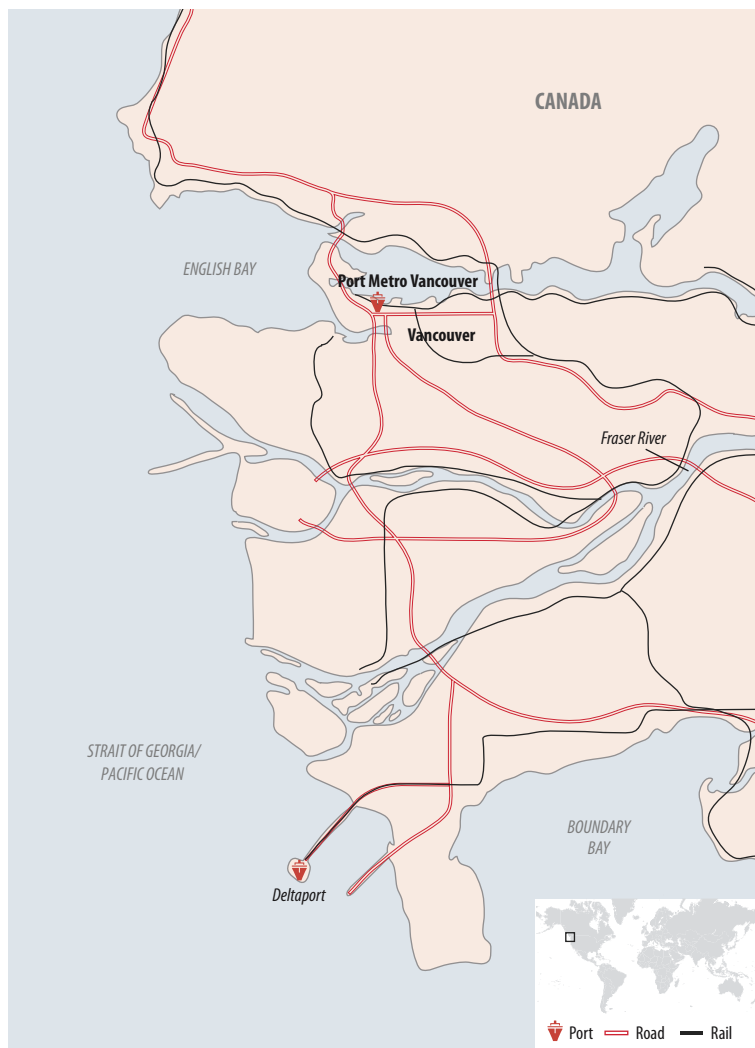 CANADA
ENGLISH BAY
Port Metro Vancouver
Vancouver
Fraser River
STRAIT OF GEORGIA/
PACIFIC OCEAN
BOUNDARY
BAY
Deltaport
Port Road Rail